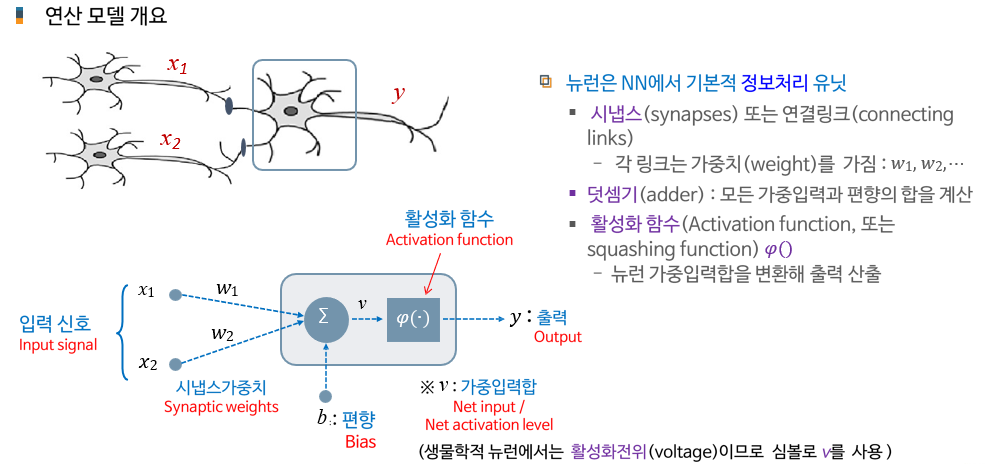 연산 모델 개요
x1
x2
y
뉴런은 NN에서 기본적 정보처리 유닛
시냅스(synapses) 또는 연결링크(connecting
links)
− 각 링크는 가중치(weight)를 가짐 : w1, w2,⋯
덧셈기(adder) : 모든 가중입력과 편향의 합을 계산
활성화 함수(Activation function, 또는
squashing function) φ()
− 뉴런 가중입력합을 변환해 출력 산출
활성화 함수
Activation function
입력 신호
Input signal
x1
x2
w1
w2
Σ
v
φ(·)
y : 출력
Output
시냅스가중치
Synaptic weights
b : 편향
Bias
※ v : 가중입력합
Net input /
Net activation level
(생물학적 뉴런에서는 활성화전위(voltage)이므로 심볼로 v를 사용 )